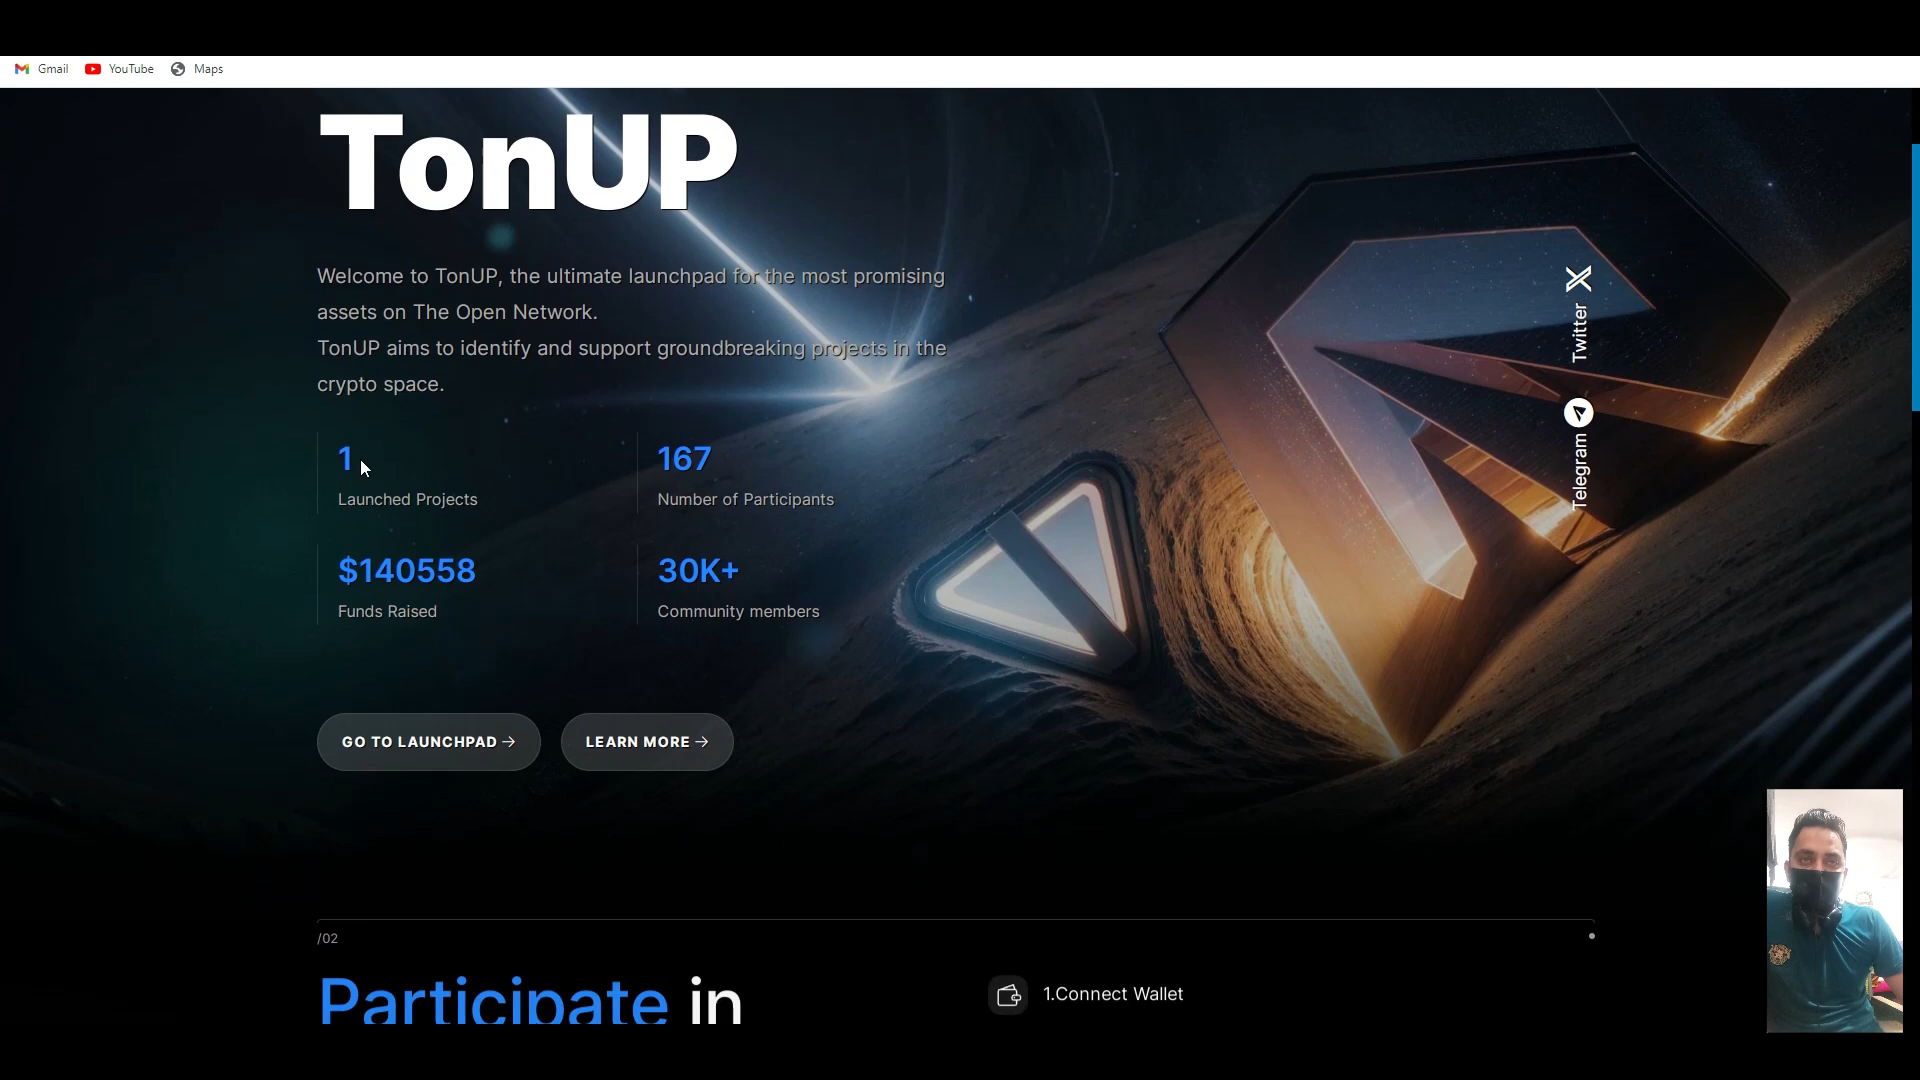 Gmail YouTube Maps
TonUP
Welcome to TonUP, the ultimate launchpad for the most promising
assets on The Open Network.
TonUP aims to identify and support groundbreaking projects in the
crypto space.
1
Launched Projects
167
Number of Participants
$140558
Funds Raised
30K+
Community members
GO TO LAUNCHPAD →
LEARN MORE →
Twitter
Telegram
/02
Participate in
1.Connect Wallet